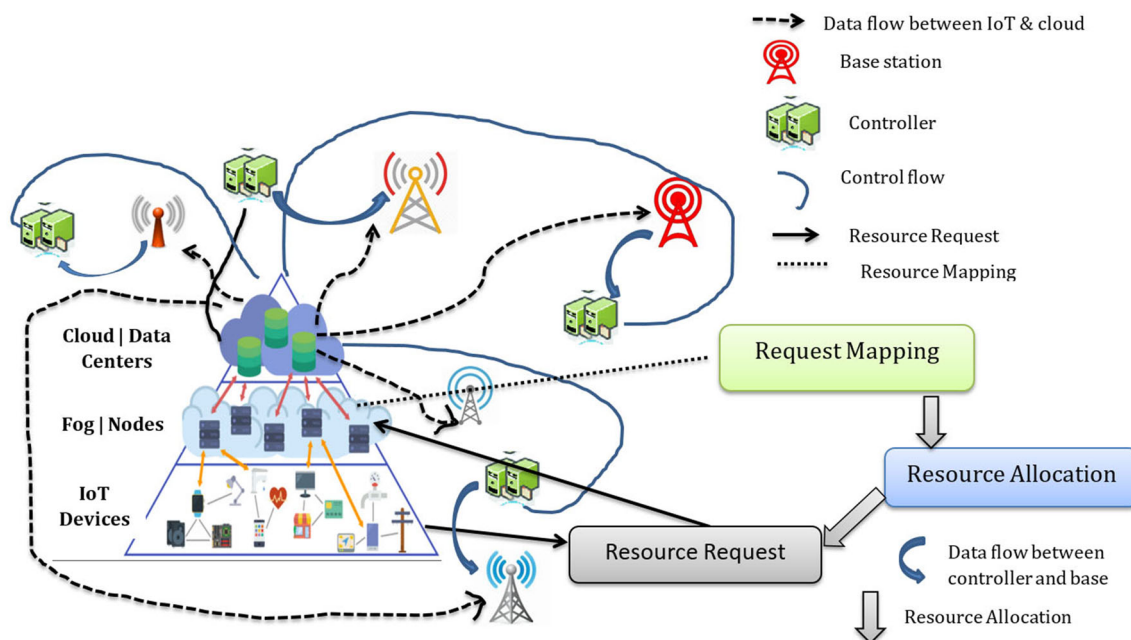 Data flow between IoT & cloud
Base station
Controller
Control flow
Resource Request
Resource Mapping
Cloud | Data
Centers
Request Mapping
Fog | Nodes
Resource Allocation
IoT
Devices
Resource Request
Data flow between
controller and base
Resource Allocation